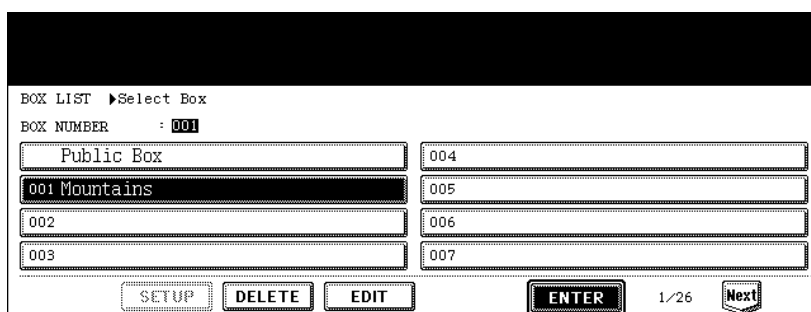 BOX LIST ▶Select Box
BOX NUMBER : 001
Public Box
004
001 Mountains
005
002
006
003
007
SETUP DELETE EDIT ENTER 1/26 Next